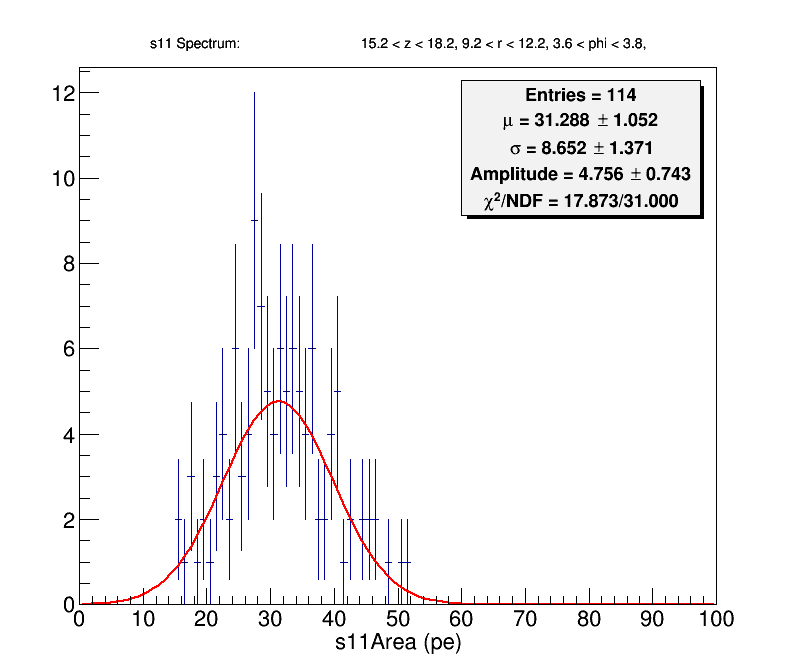 s11 Spectrum: 15.2 < z < 18.2, 9.2 < r < 12.2, 3.6 < phi < 3.8,
Entries = 114
μ = 31.288 ± 1.052
σ = 8.652 ± 1.371
Amplitude = 4.756 ± 0.743
χ²/NDF = 17.873/31.000
12
10
8
6
4
2
0
0 10 20 30 40 50 60 70 80 90 100
s11Area (pe)